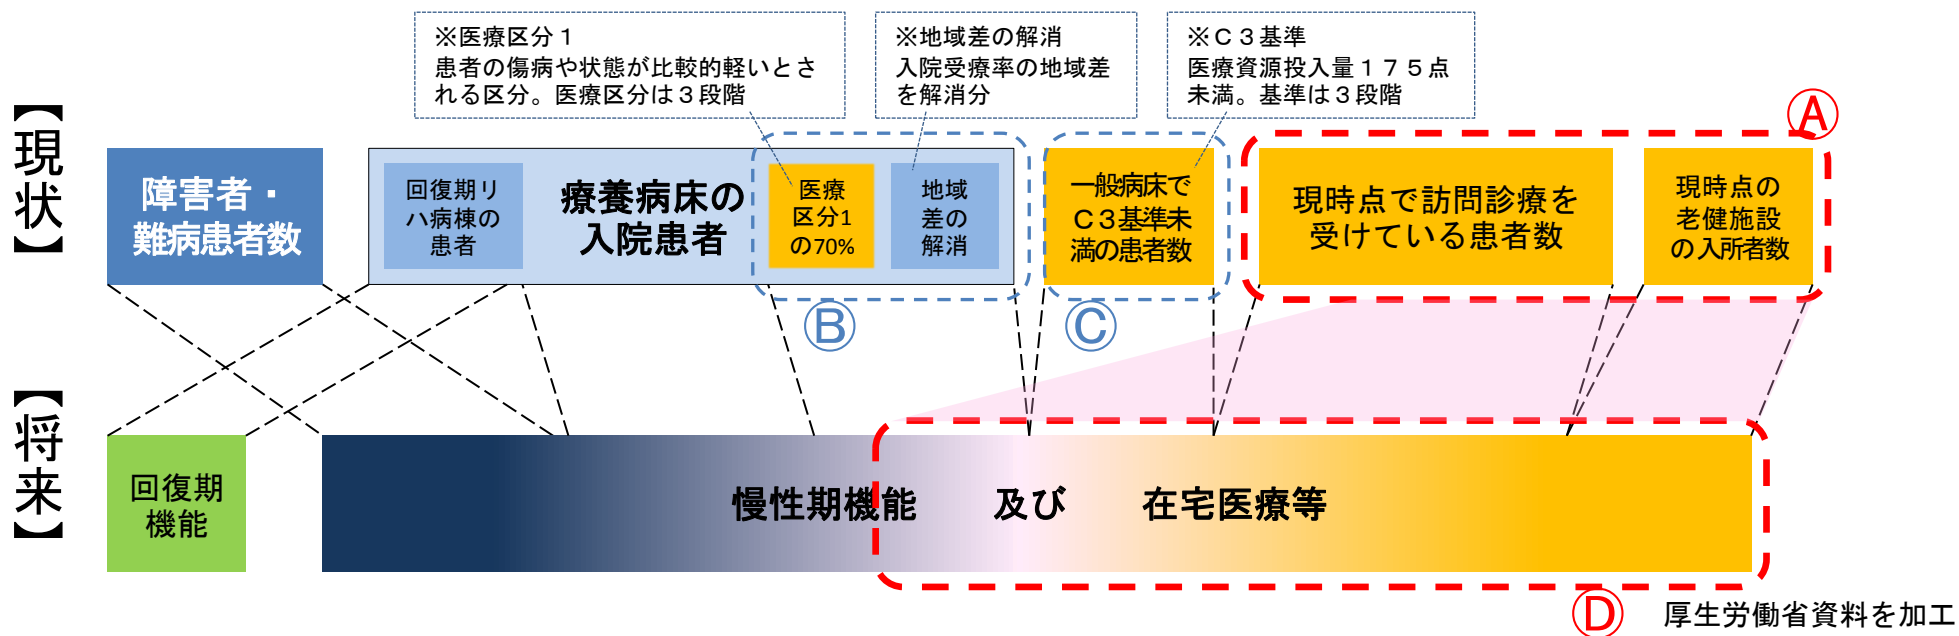 ※医療区分１
患者の傷病や状態が比較的軽いとさ
れる区分。医療区分は３段階
※地域差の解消
入院受療率の地域差
を解消分
※Ｃ３基準
医療資源投入量１７５点
未満。基準は３段階
Ⓐ
【現状】
障害者・
難病患者数
回復期リ
ハ病棟の
患者
療養病床の
入院患者
医療
区分1
の70%
地域
差の
解消
一般病床で
Ｃ３基準未
満の患者数
現時点で訪問診療を
受けている患者数
現時点の
老健施設
の入所者数
Ⓑ
Ⓒ
【将来】
回復期
機能
慢性期機能　及び　在宅医療等
Ⓓ
厚生労働省資料を加工